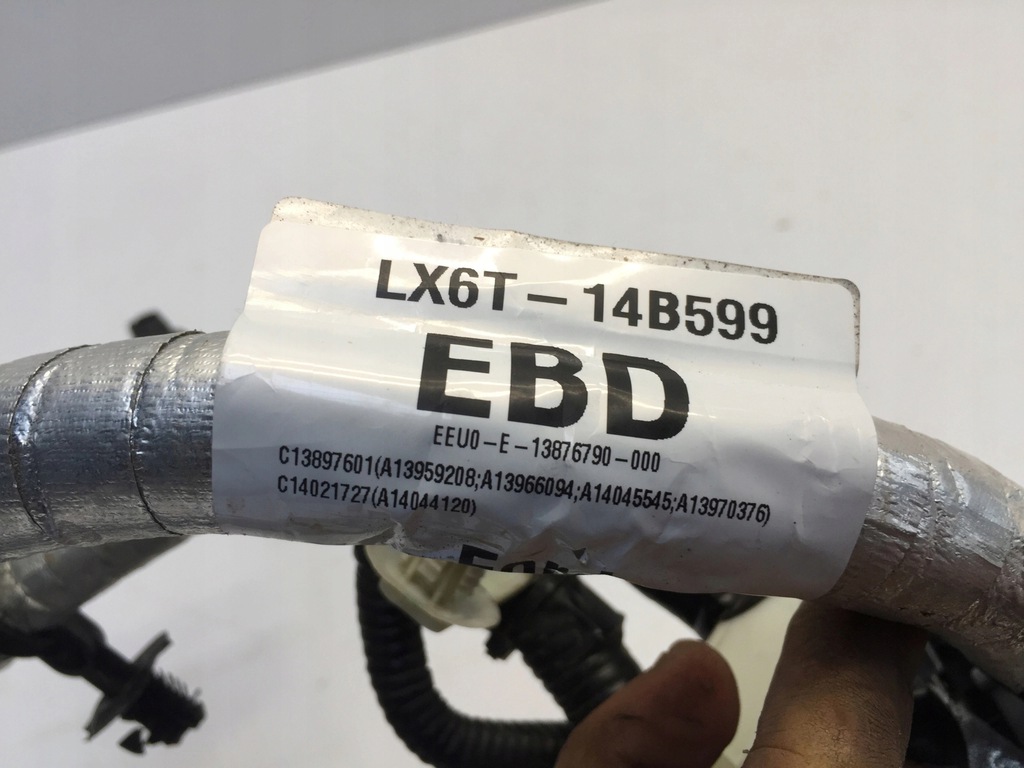 LX6T-14B599
EBD
EEU0-E-13876790-000
C13897601(A13959208;A13966094;A14045545;A13970376)
C14021727(A14044120)